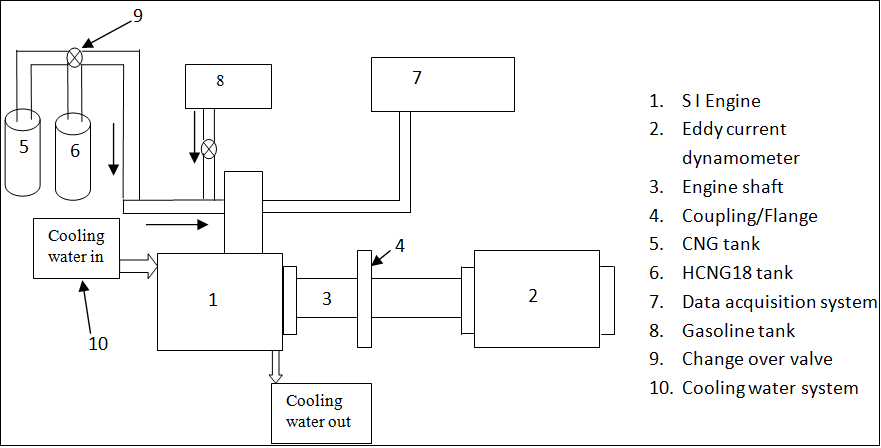 9
8
7
5
6
Cooling
water in
4
1
3
2
10
Cooling
water out
1. S I Engine
2. Eddy current
dynamometer
3. Engine shaft
4. Coupling/Flange
5. CNG tank
6. HCNG18 tank
7. Data acquisition system
8. Gasoline tank
9. Change over valve
10. Cooling water system